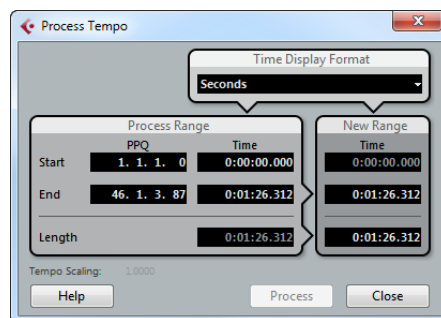 Process Tempo
Time Display Format
Seconds
Process Range
New Range
PPQ Time Time
Start 1. 1. 1. 0 0:00:00.000 0:00:00.000
End 46. 1. 3. 87 0:01:26.312 0:01:26.312
Length 0:01:26.312 0:01:26.312
Tempo Scaling: 1.0000
Help Process Close